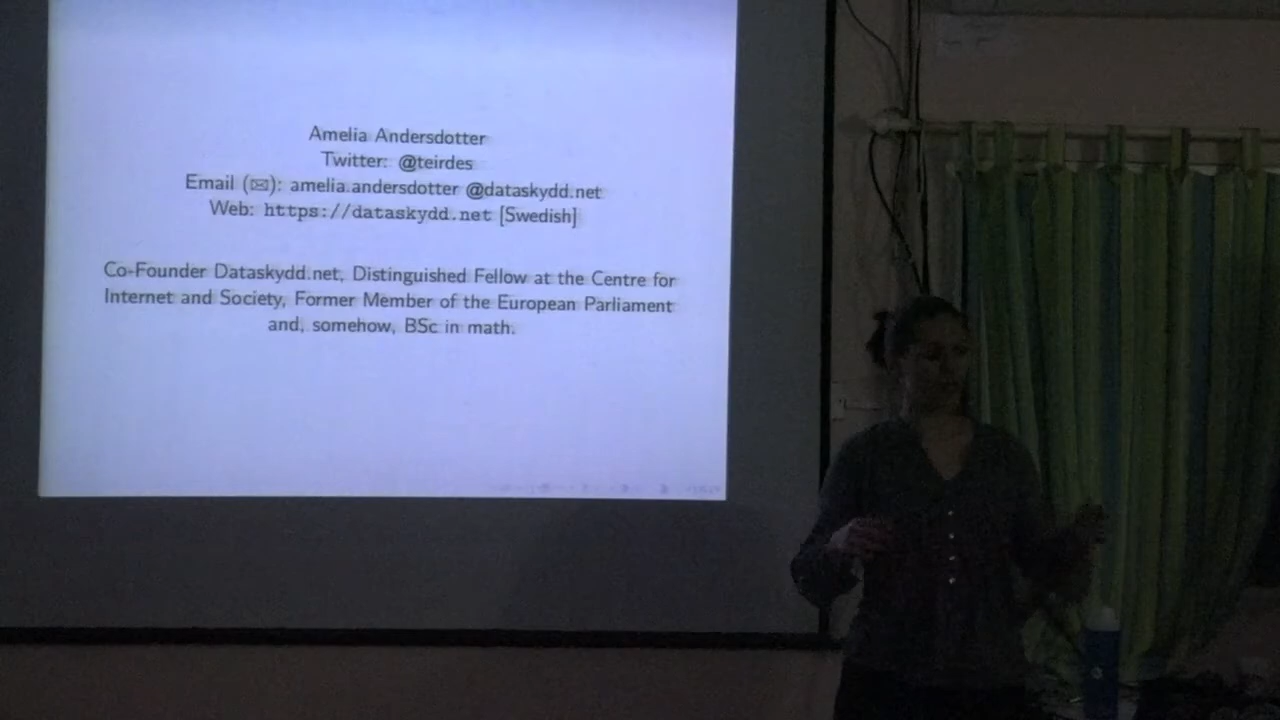 Amelia Andersdotter
Twitter: @teirdes
Email (✉): amelia.andersdotter @dataskydd.net
Web: https://dataskydd.net [Swedish]
Co-Founder Dataskydd.net, Distinguished Fellow at the Centre for
Internet and Society, Former Member of the European Parliament
and, somehow, BSc in math.